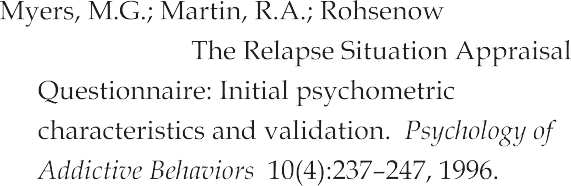 Myers, M.G.; Martin, R.A.; Rohsenow
The Relapse Situation Appraisal
Questionnaire: Initial psychometric
characteristics and validation. Psychology of
Addictive Behaviors 10(4):237–247, 1996.